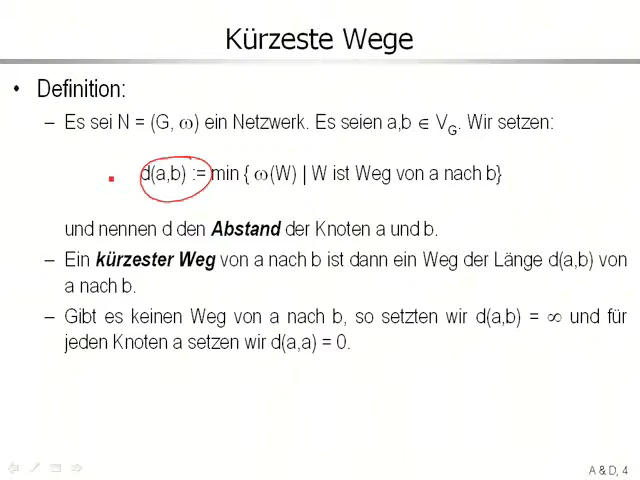 Kürzeste Wege
• Definition:
– Es sei N = (G, ω) ein Netzwerk. Es seien a,b ∈ V_G. Wir setzen:
▪ d(a,b) := min { ω(W) | W ist Weg von a nach b}
und nennen d den Abstand der Knoten a und b.
– Ein kürzester Weg von a nach b ist dann ein Weg der Länge d(a,b) von
a nach b.
– Gibt es keinen Weg von a nach b, so setzten wir d(a,b) = ∞ und für
jeden Knoten a setzen wir d(a,a) = 0.
A & D, 4